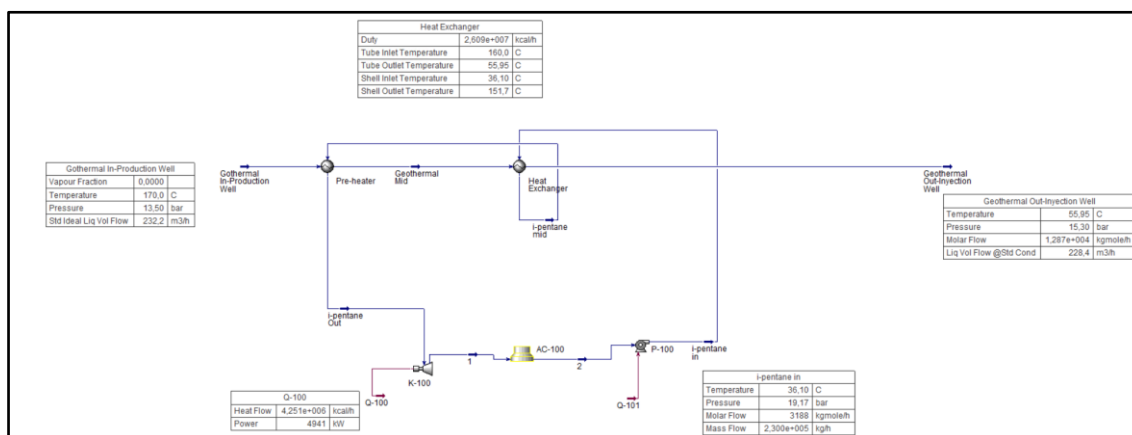 Heat Exchanger
Duty 2,609e+007 kcal/h
Tube Inlet Temperature 160,0 C
Tube Outlet Temperature 55,95 C
Shell Inlet Temperature 36,10 C
Shell Outlet Temperature 151,7 C
Gothermal In-Production Well
Vapour Fraction 0,0000
Temperature 170,0 C
Pressure 13,50 bar
Std Ideal Liq Vol Flow 232,2 m3/h
Gothermal
In-Production
Well
Pre-heater
Geothermal
Mid
Heat
Exchanger
i-pentane
mid
Geothermal
Out-Injection
Well
Geothermal Out-Injection Well
Temperature 55,95 C
Pressure 15,30 bar
Molar Flow 1,287e+004 kgmole/h
Liq Vol Flow @Std Cond 228,4 m3/h
i-pentane
Out
K-100
1
AC-100
2
P-100
i-pentane
in
Q-100
Q-101
Q-100
Heat Flow 4,251e+006 kcal/h
Power 4941 kW
i-pentane in
Temperature 36,10 C
Pressure 19,17 bar
Molar Flow 3188 kgmole/h
Mass Flow 2,300e+005 kg/h